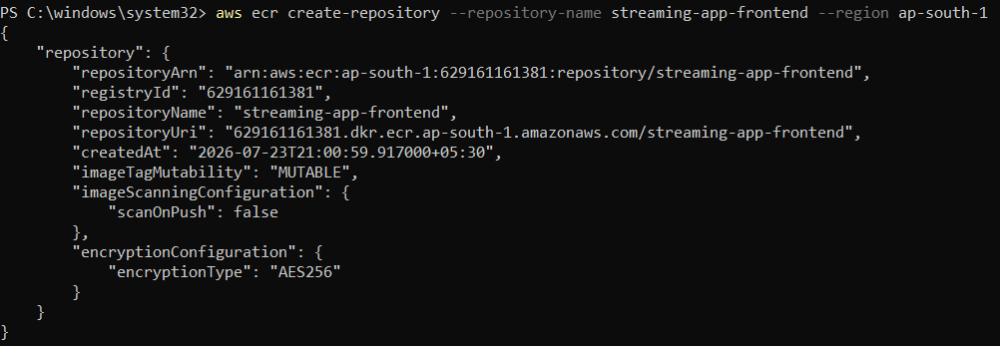 PS C:\windows\system32> aws ecr create-repository --repository-name streaming-app-frontend --region ap-south-1
{
    "repository": {
        "repositoryArn": "arn:aws:ecr:ap-south-1:629161161381:repository/streaming-app-frontend",
        "registryId": "629161161381",
        "repositoryName": "streaming-app-frontend",
        "repositoryUri": "629161161381.dkr.ecr.ap-south-1.amazonaws.com/streaming-app-frontend",
        "createdAt": "2026-07-23T21:00:59.917000+05:30",
        "imageTagMutability": "MUTABLE",
        "imageScanningConfiguration": {
            "scanOnPush": false
        },
        "encryptionConfiguration": {
            "encryptionType": "AES256"
        }
    }
}